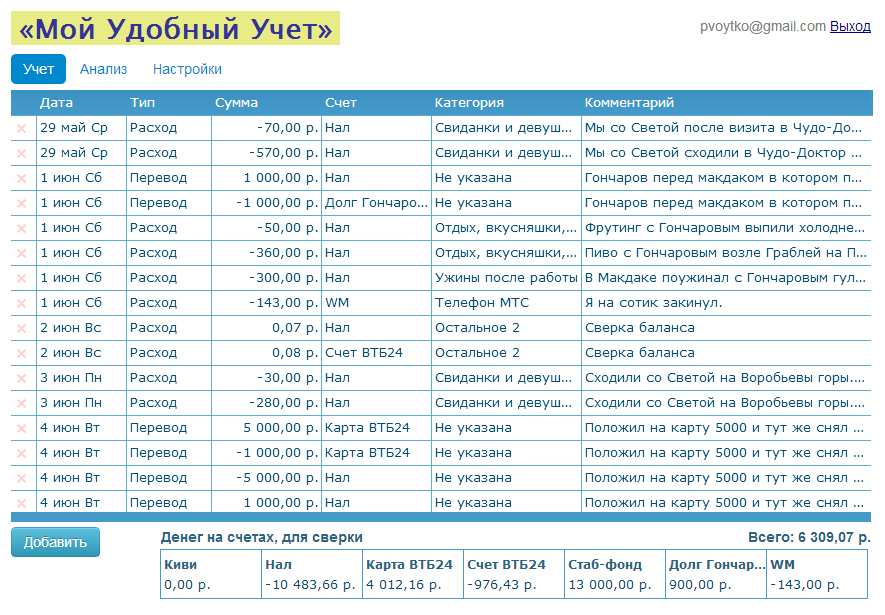 «Мой Удобный Учет»
pvoytko@gmail.com Выход
Учет Анализ Настройки
Дата Тип Сумма Счет Категория Комментарий
× 29 май Ср Расход -70,00 р. Нал Свиданки и девуш... Мы со Светой после визита в Чудо-До...
× 29 май Ср Расход -570,00 р. Нал Свиданки и девуш... Мы со Светой сходили в Чудо-Доктор ...
× 1 июн Сб Перевод 1 000,00 р. Нал Не указана Гончаров перед макдаком в котором п...
× 1 июн Сб Перевод -1 000,00 р. Долг Гончаро... Не указана Гончаров перед макдаком в котором п...
× 1 июн Сб Расход -50,00 р. Нал Отдых, вкусняшки,... Фрутинг с Гончаровым выпили холодне...
× 1 июн Сб Расход -360,00 р. Нал Отдых, вкусняшки,... Пиво с Гончаровым возле Граблей на П...
× 1 июн Сб Расход -300,00 р. Нал Ужины после работы В Макдаке поужинал с Гончаровым гул...
× 1 июн Сб Расход -143,00 р. WM Телефон МТС Я на сотик закинул.
× 2 июн Вс Расход 0,07 р. Нал Остальное 2 Сверка баланса
× 2 июн Вс Расход 0,08 р. Счет ВТБ24 Остальное 2 Сверка баланса
× 3 июн Пн Расход -30,00 р. Нал Свиданки и девуш... Сходили со Светой на Воробьевы горы....
× 3 июн Пн Расход -280,00 р. Нал Свиданки и девуш... Сходили со Светой на Воробьевы горы....
× 4 июн Вт Перевод 5 000,00 р. Карта ВТБ24 Не указана Положил на карту 5000 и тут же снял ...
× 4 июн Вт Перевод -1 000,00 р. Карта ВТБ24 Не указана Положил на карту 5000 и тут же снял ...
× 4 июн Вт Перевод -5 000,00 р. Нал Не указана Положил на карту 5000 и тут же снял ...
× 4 июн Вт Перевод 1 000,00 р. Нал Не указана Положил на карту 5000 и тут же снял ...
Добавить Денег на счетах, для сверки Всего: 6 309,07 р.
Киви Нал Карта ВТБ24 Счет ВТБ24 Стаб-фонд Долг Гончар... WM
0,00 р. -10 483,66 р. 4 012,16 р. -976,43 р. 13 000,00 р. 900,00 р. -143,00 р.